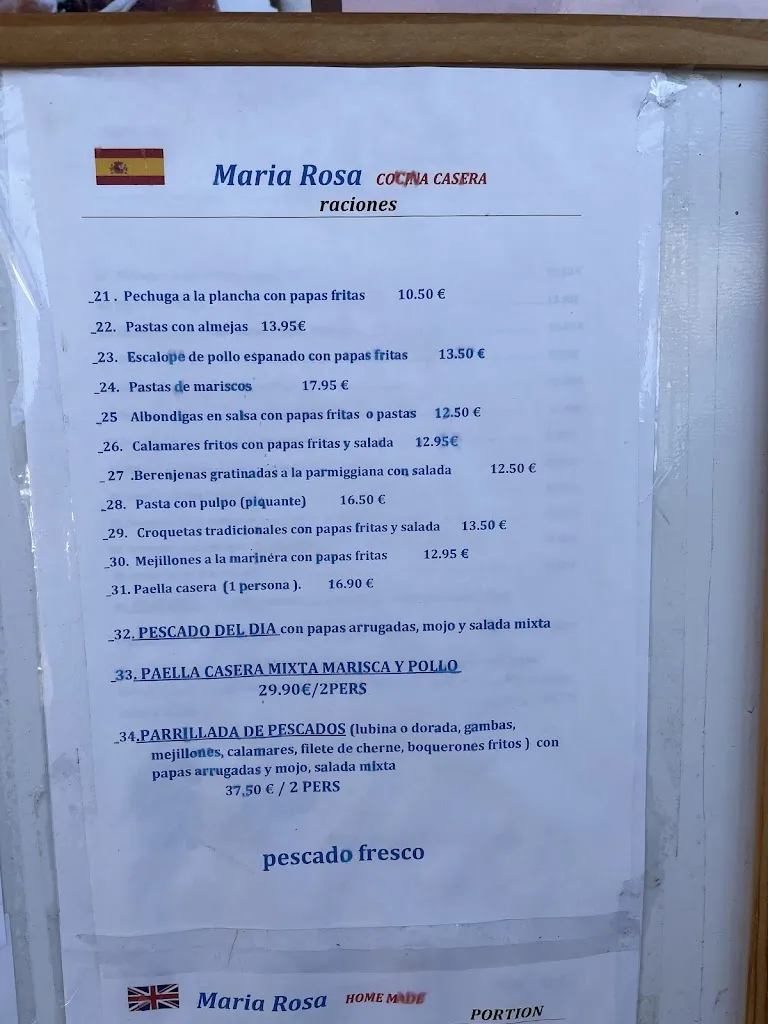 Maria Rosa COCINA CASERA
raciones
_21 . Pechuga a la plancha con papas fritas 10.50 €
_22. Pastas con almejas 13.95€
_23. Escalope de pollo espanado con papas fritas 13.50 €
_24. Pastas de mariscos 17.95 €
_25 Albondigas en salsa con papas fritas o pastas 12.50 €
_26. Calamares fritos con papas fritas y salada 12.95€
_27 .Berenjenas gratinadas a la parmiggiana con salada 12.50 €
_28. Pasta con pulpo (piquante) 16.50 €
_29. Croquetas tradicionales con papas fritas y salada 13.50 €
_30. Mejillones a la marinéra con papas fritas 12.95 €
_31. Paella casera (1 persona ). 16.90 €
_32. PESCADO DEL DIA con papas arrugadas, mojo y salada mixta
_33. PAELLA CASERA MIXTA MARISCA Y POLLO
29.90€/2PERS
_34.PARRILLADA DE PESCADOS (lubina o dorada, gambas,
mejillones, calamares, filete de cherne, boquerones fritos ) con
papas arrugadas y mojo, salada mixta
37,50 € / 2 PERS
pescado fresco
Maria Rosa HOME MADE
PORTION